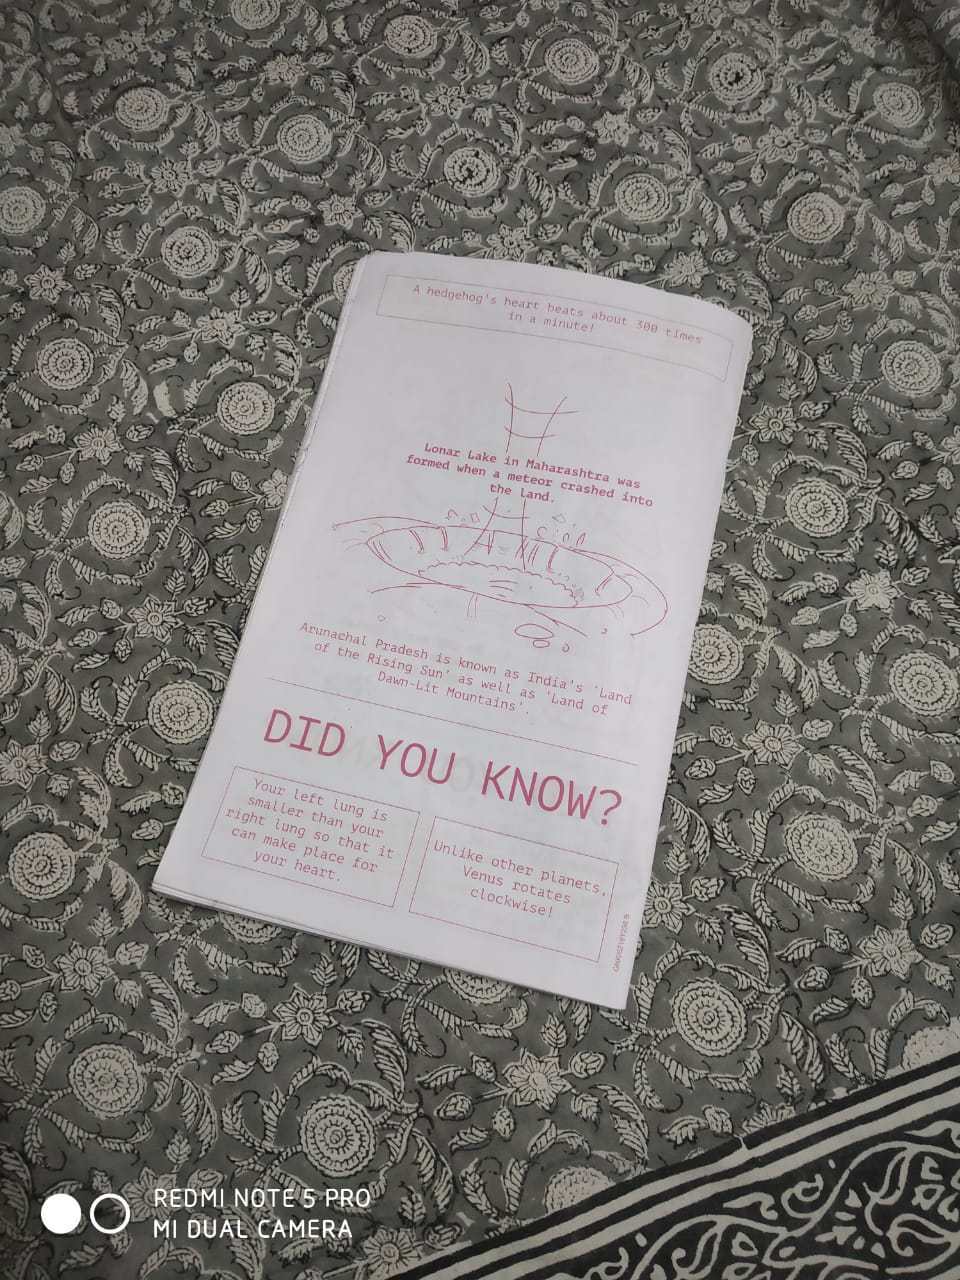 A hedgehog's heart beats about 300 times
in a minute!
Lonar Lake in Maharashtra was
formed when a meteor crashed into
the land.
Arunachal Pradesh is known as India's 'Land
of the Rising Sun' as well as 'Land of
Dawn-Lit Mountains'.
DID YOU KNOW?
Your left lung is
smaller than your
right lung so that it
can make place for
your heart.
Unlike other planets,
Venus rotates
clockwise!
REDMI NOTE 5 PRO
MI DUAL CAMERA